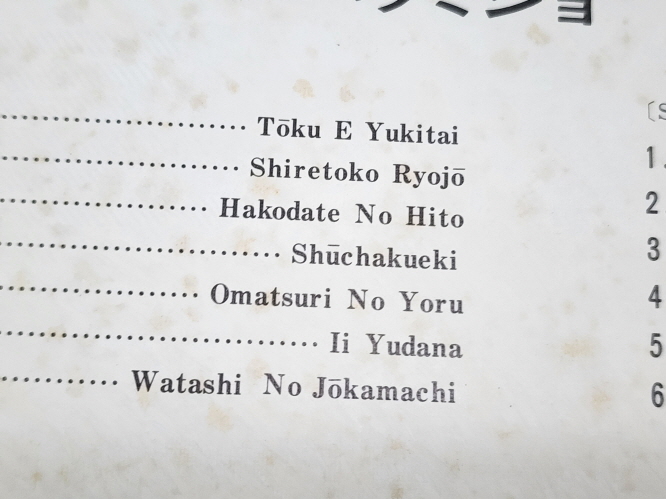 Tōku E Yukitai
Shiretoko Ryojō
Hakodate No Hito
Shūchakueki
Omatsuri No Yoru
Ii Yudana
Watashi No Jōkamachi
〔S
1.
2
3
4
5
6